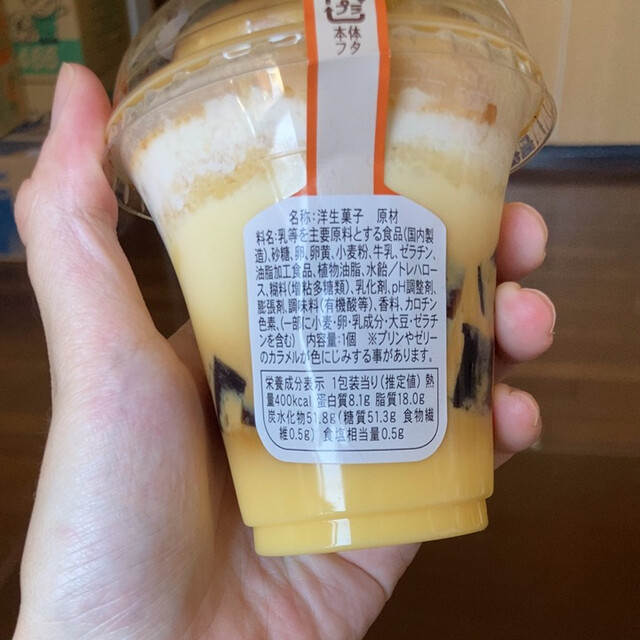 タミ
本体
フタ
名称:洋生菓子 原材
料名:乳等を主要原料とする食品(国内製
造)、砂糖、卵、卵黄、小麦粉、牛乳、ゼラチン、
油脂加工食品、植物油脂、水飴/トレハロー
ス、糊料(増粘多糖類)、乳化剤、pH調整剤、
膨張剤、調味料(有機酸等)、香料、カロチン
色素、(一部に小麦・卵・乳成分・大豆・ゼラチ
ンを含む) 内容量:1個 ※プリンやゼリー
のカラメルが色にじみする事があります。
栄養成分表示 1包装当り(推定値) 熱
量400kcal 蛋白質8.1g 脂質18.0g
炭水化物51.8g(糖質51.3g 食物繊
維0.5g) 食塩相当量0.5g